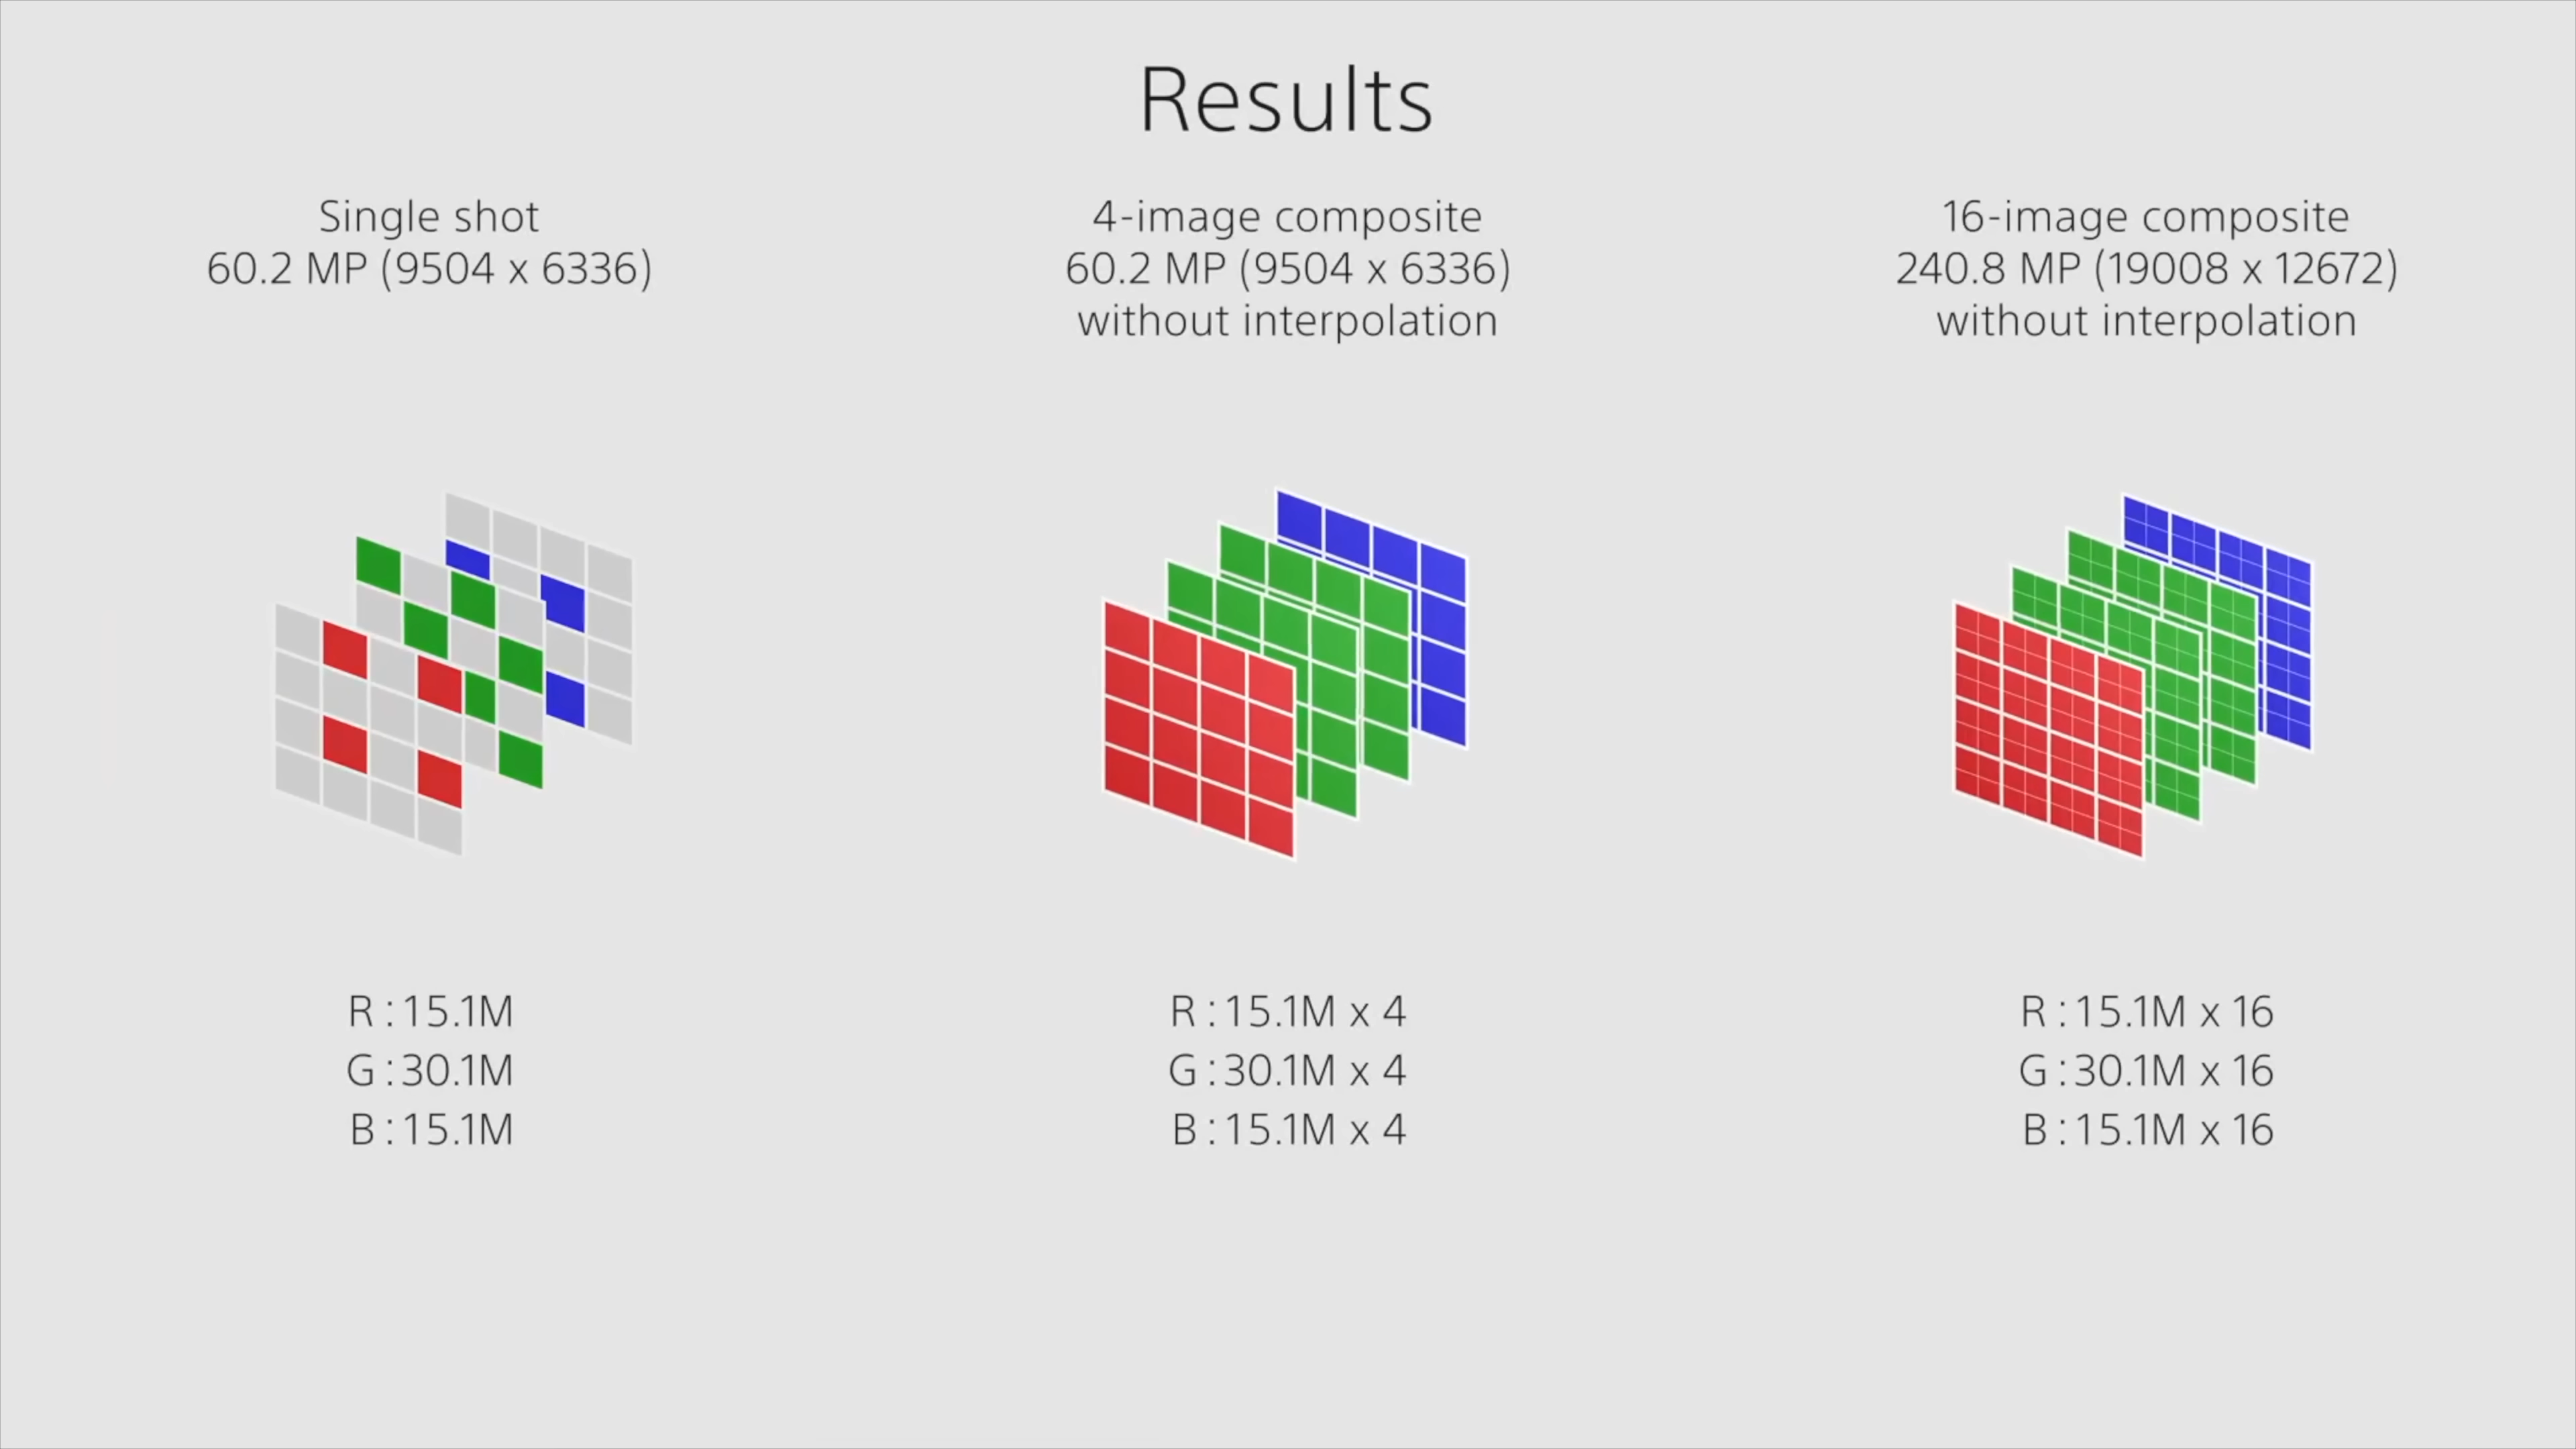 Results
Single shot
60.2 MP (9504 x 6336)
4-image composite
60.2 MP (9504 x 6336)
without interpolation
16-image composite
240.8 MP (19008 x 12672)
without interpolation
R : 15.1M
G : 30.1M
B : 15.1M
R : 15.1M x 4
G : 30.1M x 4
B : 15.1M x 4
R : 15.1M x 16
G : 30.1M x 16
B : 15.1M x 16